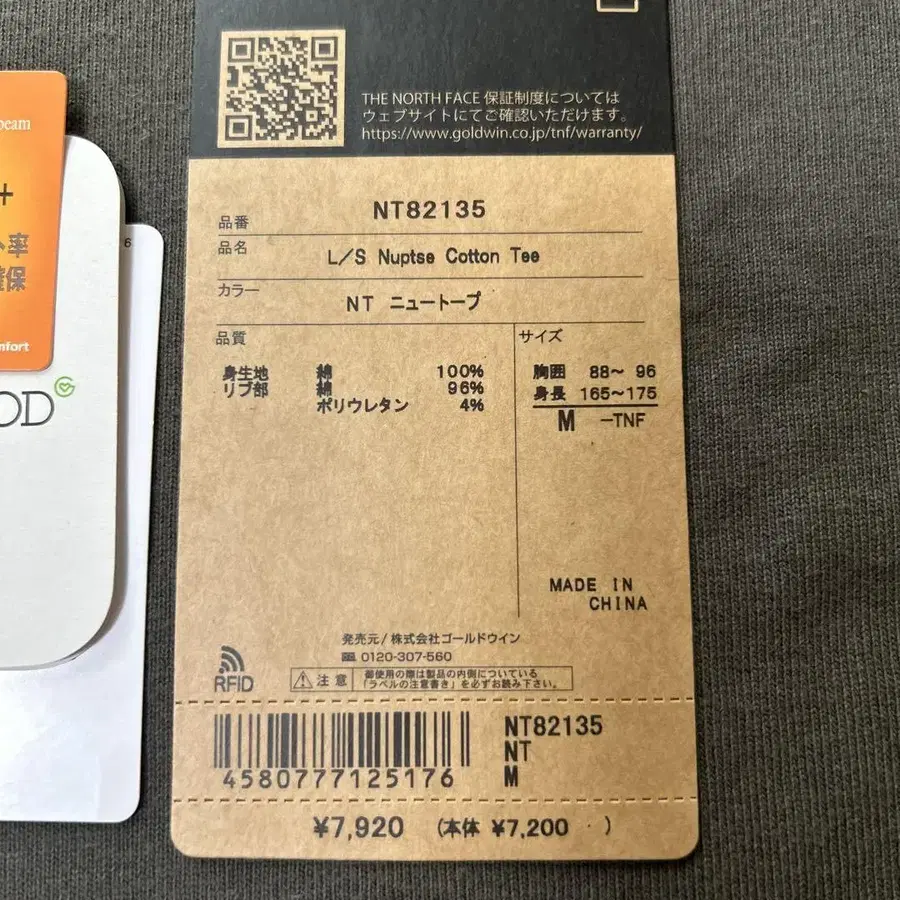 THE NORTH FACE 保証制度については
ウェブサイトにてご確認いただけます。
https://www.goldwin.co.jp/tnf/warranty/
品番 NT82135
品名 L/S Nuptse Cotton Tee
カラー NT ニュートープ
品質
身生地 綿 100%
リブ部 綿 96%
ポリウレタン 4%
サイズ
胸囲 88~ 96
身長 165~175
M -TNF
MADE IN
CHINA
発売元/株式会社ゴールドウイン
0120-307-560
RFID
注意
御使用の際は製品の内側についている
「ラベルの注意書き」を必ずお読み下さい。
4580777125176
NT82135
NT
M
¥7,920 (本体 ¥7,200 )
beam
+
率
保
nfort
OD
6